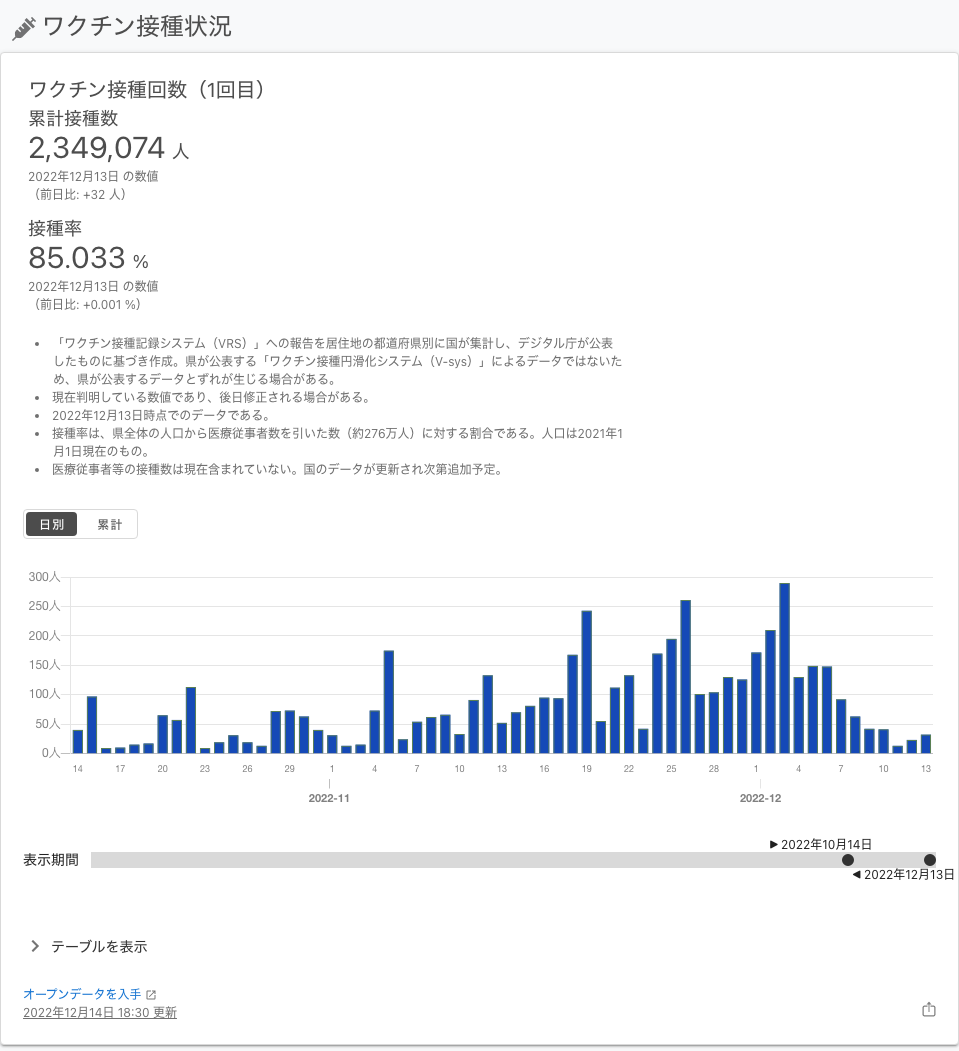 ワクチン接種状況
ワクチン接種回数（1回目）
累計接種数
2,349,074 人
2022年12月13日 の数値
（前日比: +32 人）
接種率
85.033 %
2022年12月13日 の数値
（前日比: +0.001 %）
「ワクチン接種記録システム（VRS）」への報告を居住地の都道府県別に国が集計し、デジタル庁が公表
したものに基づき作成。県が公表する「ワクチン接種円滑化システム（V-sys）」によるデータではないた
め、県が公表するデータとずれが生じる場合がある。
現在判明している数値であり、後日修正される場合がある。
2022年12月13日時点でのデータである。
接種率は、県全体の人口から医療従事者数を引いた数（約276万人）に対する割合である。人口は2021年1
月1日現在のもの。
医療従事者等の接種数は現在含まれていない。国のデータが更新され次第追加予定。
日別 累計
300人
250人
200人
150人
100人
50人
0人
14 17 20 23 26 29 1 4 7 10 13 16 19 22 25 28 1 4 7 10 13
2022-11 2022-12
▶ 2022年10月14日
表示期間
◀ 2022年12月13日
テーブルを表示
オープンデータを入手
2022年12月14日 18:30 更新